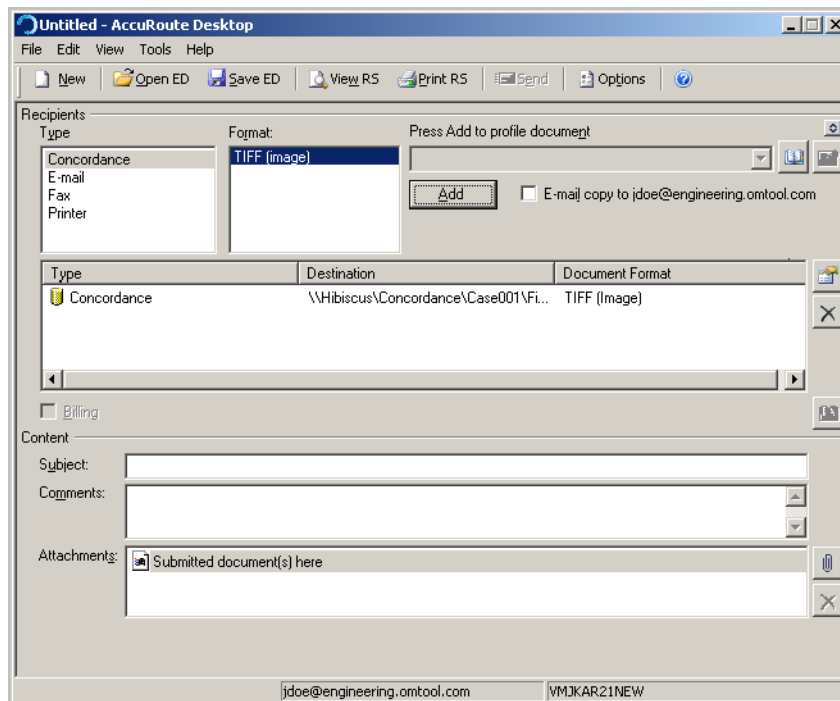 Untitled - AccuRoute Desktop
File Edit View Tools Help
New Open ED Save ED View RS Print RS Send Options
Recipients
Type Format: Press Add to profile document
Concordance TIFF (image)
E-mail
Fax
Printer
Add E-mail copy to jdoe@engineering.omtool.com
Type Destination Document Format
Concordance \\Hibiscus\Concordance\Case001\Fi... TIFF (Image)
Billing
Content
Subject:
Comments:
Attachments: Submitted document(s) here
jdoe@engineering.omtool.com VMJKAR21NEW